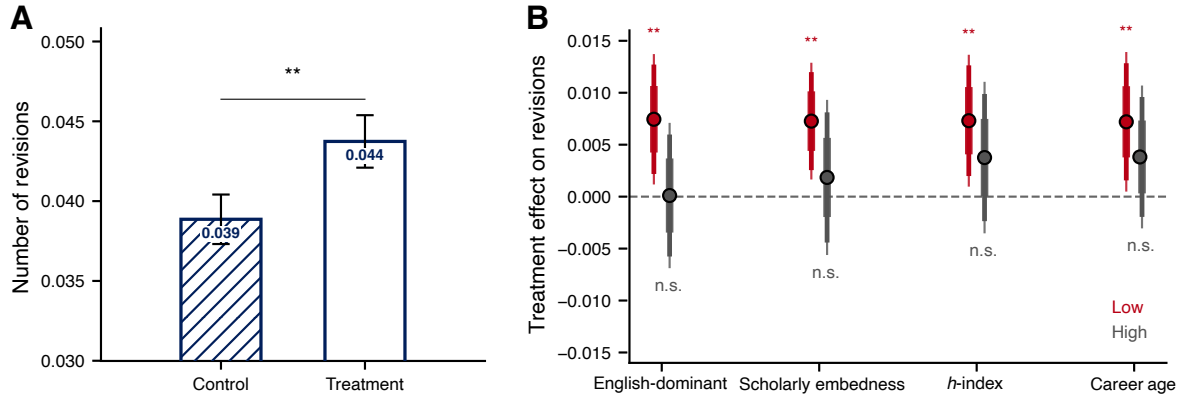 A
Number of revisions
0.050
0.045
0.040
0.035
0.030
**
0.039
0.044
Control
Treatment
B
Treatment effect on revisions
0.015
0.010
0.005
0.000
−0.005
−0.010
−0.015
**
**
**
**
n.s.
n.s.
n.s.
n.s.
Low
High
English-dominant
Scholarly embedness
h-index
Career age